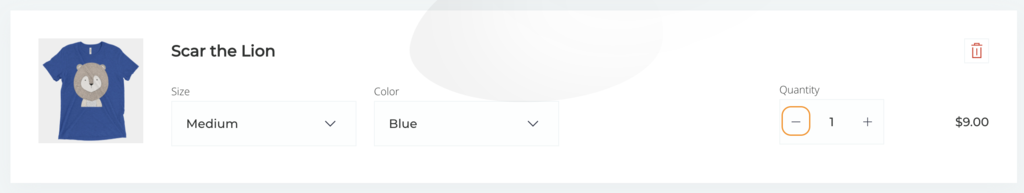 Scar the Lion
Size
Medium
Color
Blue
Quantity
− 1 +
$9.00